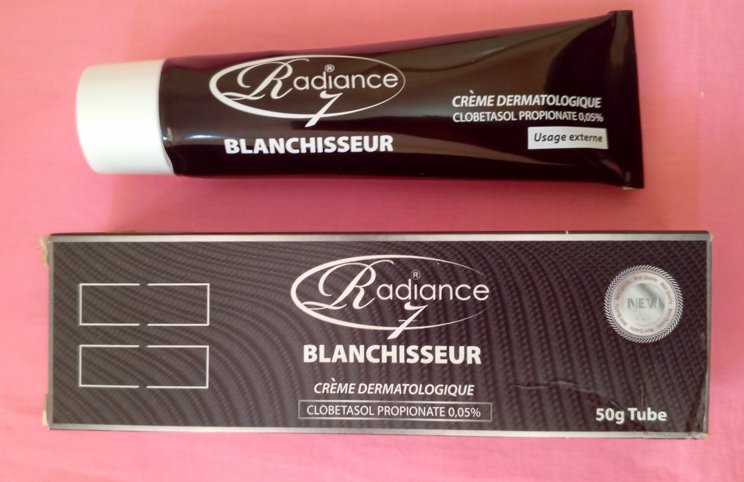 Radiance®
7
BLANCHISSEUR
CRÈME DERMATOLOGIQUE
CLOBETASOL PROPIONATE 0,05%
Usage externe
Radiance®
7
BLANCHISSEUR
CRÈME DERMATOLOGIQUE
CLOBETASOL PROPIONATE 0,05%
NEW
50g Tube